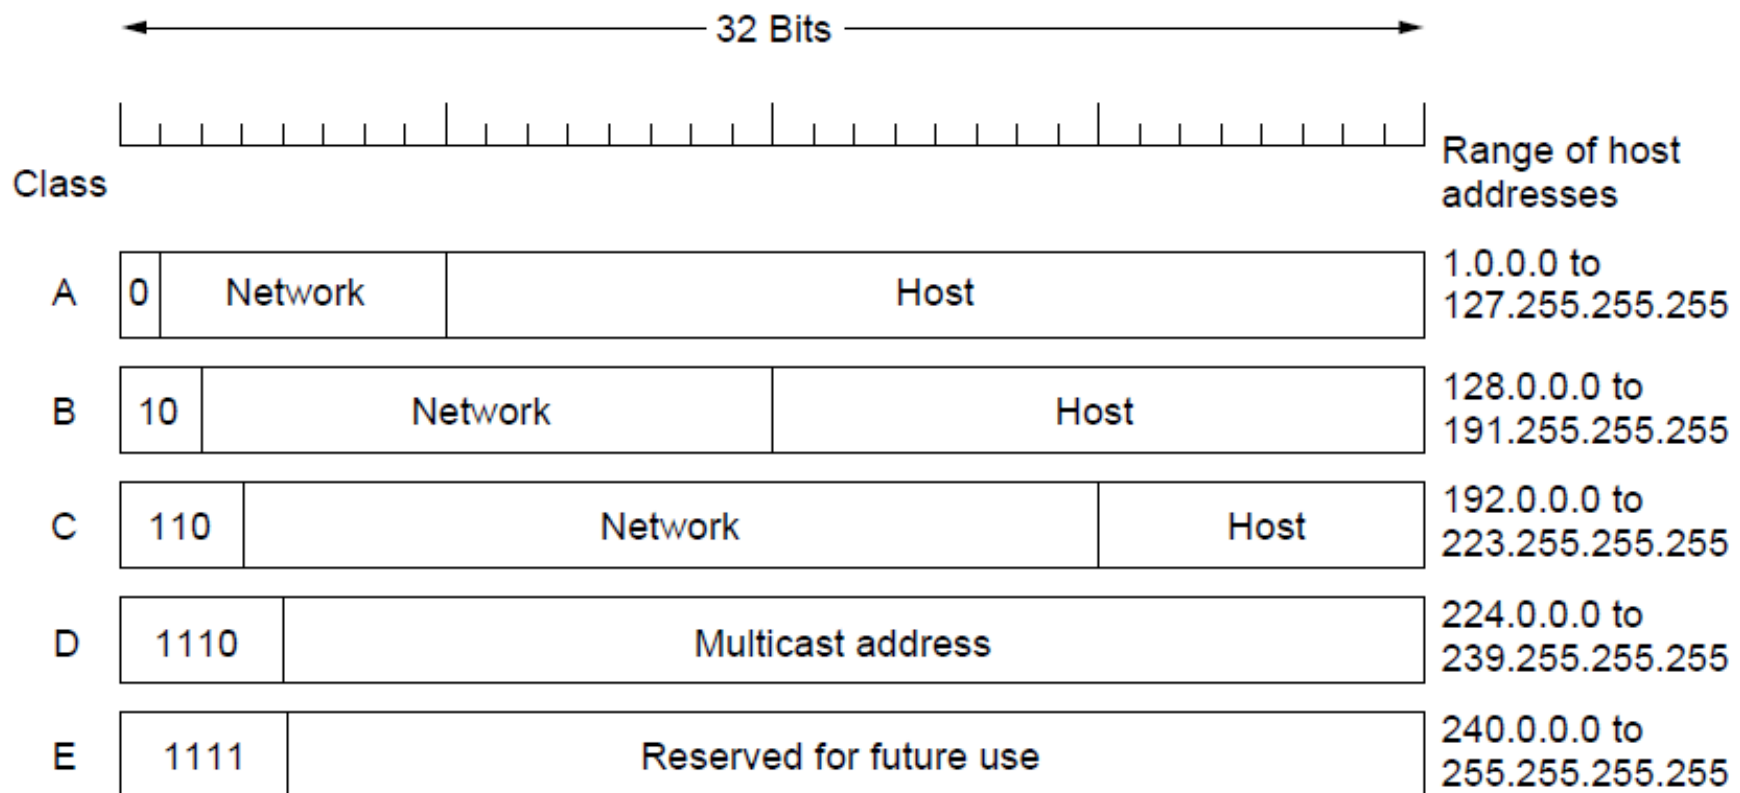 32 Bits
Range of host
addresses
Class
A 0 Network Host 1.0.0.0 to
127.255.255.255
B 10 Network Host 128.0.0.0 to
191.255.255.255
C 110 Network Host 192.0.0.0 to
223.255.255.255
D 1110 Multicast address 224.0.0.0 to
239.255.255.255
E 1111 Reserved for future use 240.0.0.0 to
255.255.255.255